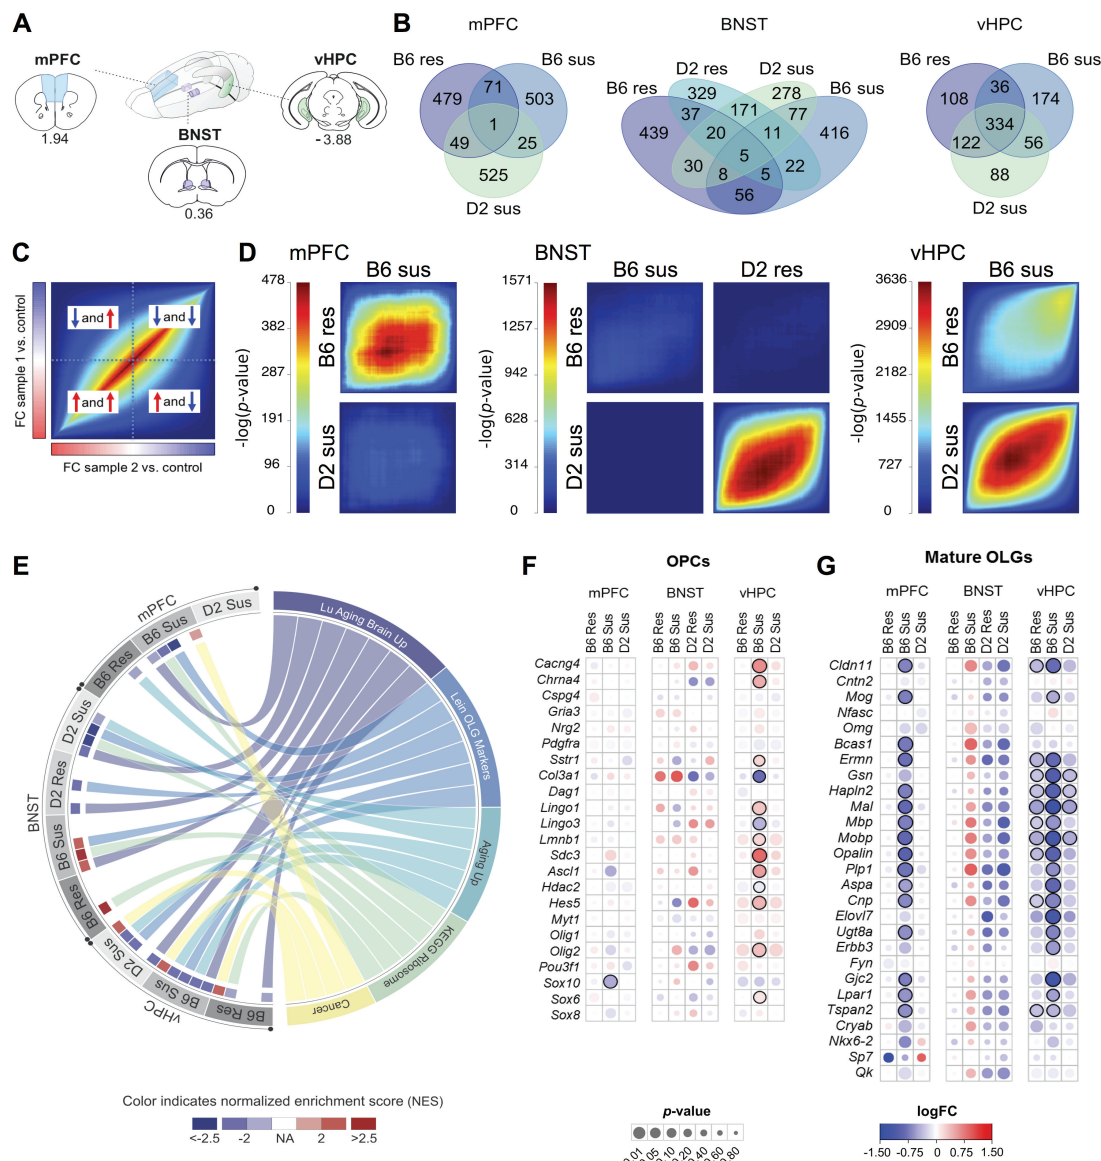 A
mPFC
1.94
BNST
0.36
vHPC
-3.88
B
mPFC
B6 res
B6 sus
479
71
503
1
49
25
525
D2 sus
BNST
D2 res
D2 sus
B6 res
B6 sus
329
278
37
171
77
439
20
11
416
5
30
8
5
22
56
vHPC
B6 res
B6 sus
108
36
174
334
122
56
88
D2 sus
C
FC sample 1 vs. control
↓ and ↑
↓ and ↓
↑ and ↑
↑ and ↓
FC sample 2 vs. control
D
mPFC
B6 sus
-log(p-value)
478
382
287
191
96
0
B6 res
D2 sus
BNST
B6 sus
D2 res
-log(p-value)
1571
1257
942
628
314
0
B6 res
D2 sus
vHPC
B6 sus
-log(p-value)
3636
2909
2182
1455
727
0
B6 res
D2 sus
E
mPFC
D2 Sus
B6 Sus
B6 Res
BNST
D2 Sus
D2 Res
B6 Sus
B6 Res
vHPC
D2 Sus
B6 Sus
B6 Res
Lu Aging Brain Up
Lein OLG Markers
Aging Up
KEGG Ribosome
Cancer
Color indicates normalized enrichment score (NES)
<-2.5
-2
NA
2
>2.5
F
OPCs
mPFC
BNST
vHPC
B6 Res
B6 Sus
D2 Sus
B6 Res
B6 Sus
D2 Res
D2 Sus
B6 Res
B6 Sus
D2 Sus
Cacng4
Chrna4
Cspg4
Gria3
Nrg2
Pdgfra
Sstr1
Col3a1
Dag1
Lingo1
Lingo3
Lmnb1
Sdc3
Ascl1
Hdac2
Hes5
Myt1
Olig1
Olig2
Pou3f1
Sox10
Sox6
Sox8
p-value
0.01
0.05
0.10
0.20
0.40
0.60
0.80
G
Mature OLGs
mPFC
BNST
vHPC
B6 Res
B6 Sus
D2 Sus
B6 Res
B6 Sus
D2 Res
D2 Sus
B6 Res
B6 Sus
D2 Sus
Cldn11
Cntn2
Mog
Nfasc
Omg
Bcas1
Ermn
Gsn
Hapln2
Mal
Mbp
Mobp
Opalin
Plp1
Aspa
Cnp
Elovl7
Ugt8a
Erbb3
Fyn
Gjc2
Lpar1
Tspan2
Cryab
Nkx6-2
Sp7
Qk
logFC
-1.50
-0.75
0
0.75
1.50